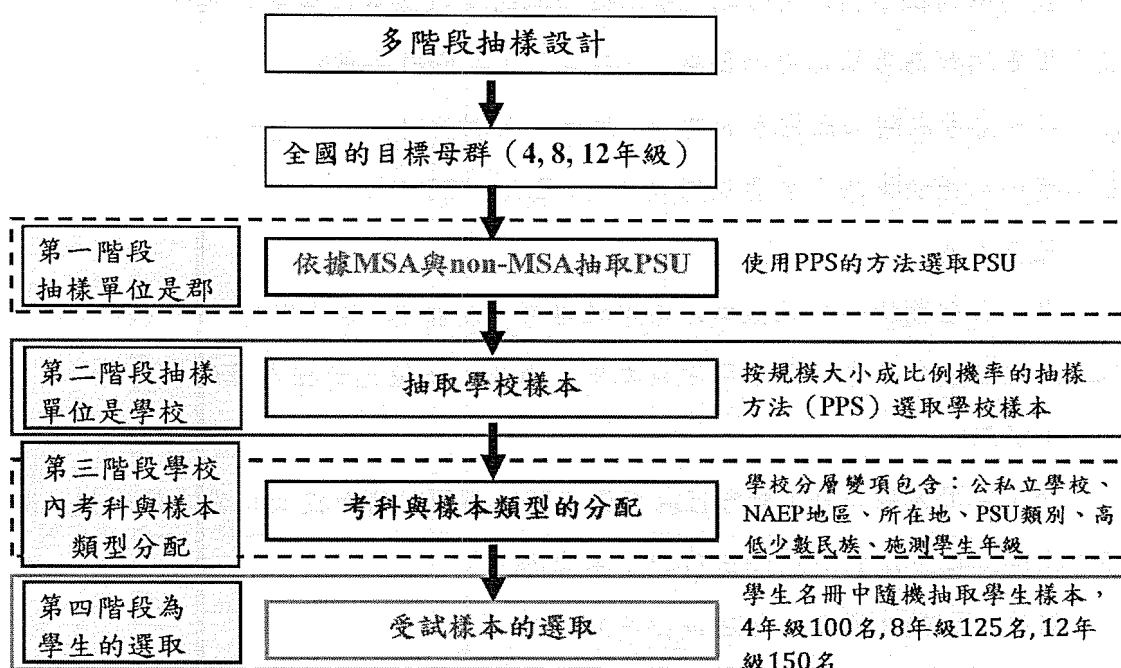 多階段抽樣設計
全國的目標母群（4, 8, 12年級）
第一階段
抽樣單位是郡
依據MSA與non-MSA抽取PSU
使用PPS的方法選取PSU
第二階段抽樣
單位是學校
抽取學校樣本
按規模大小成比例機率的抽樣
方法（PPS）選取學校樣本
第三階段學校
內考科與樣本
類型分配
考科與樣本類型的分配
學校分層變項包含：公私立學校、
NAEP地區、所在地、PSU類別、高
低少數民族、施測學生年級
第四階段為
學生的選取
受試樣本的選取
學生名冊中隨機抽取學生樣本，
4年級100名, 8年級125名, 12年
級150名